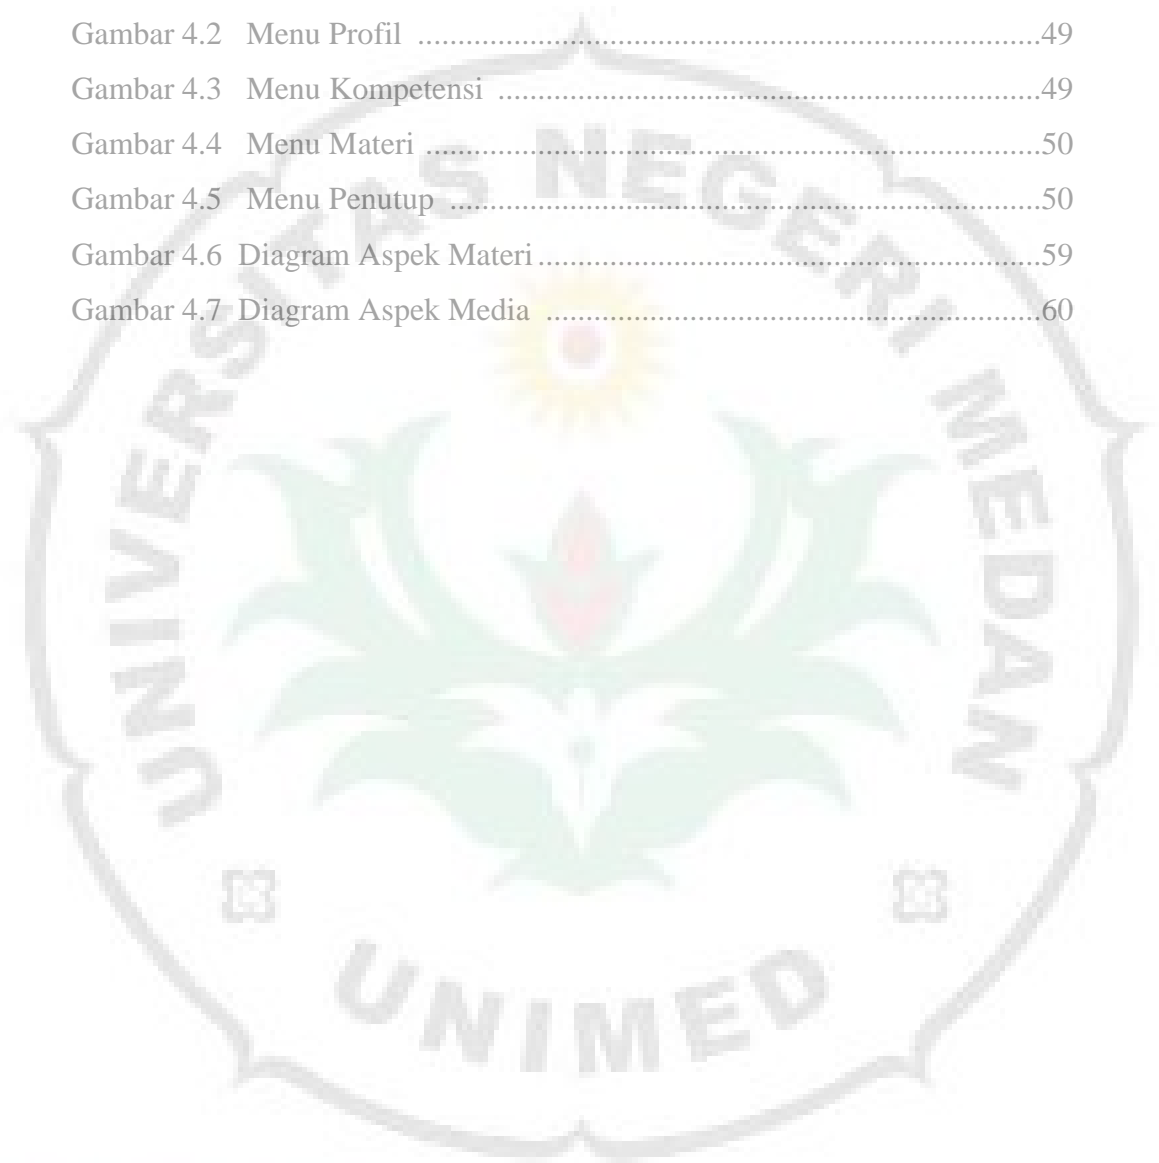 Gambar 4.2   Menu Profil ..................................................................49
Gambar 4.3   Menu Kompetensi .........................................................49
Gambar 4.4   Menu Materi .................................................................50
Gambar 4.5   Menu Penutup ..............................................................50
Gambar 4.6  Diagram Aspek Materi.....................................................59
Gambar 4.7  Diagram Aspek Media .....................................................60
UNIVERSITAS NEGERI MEDAN
UNIMED